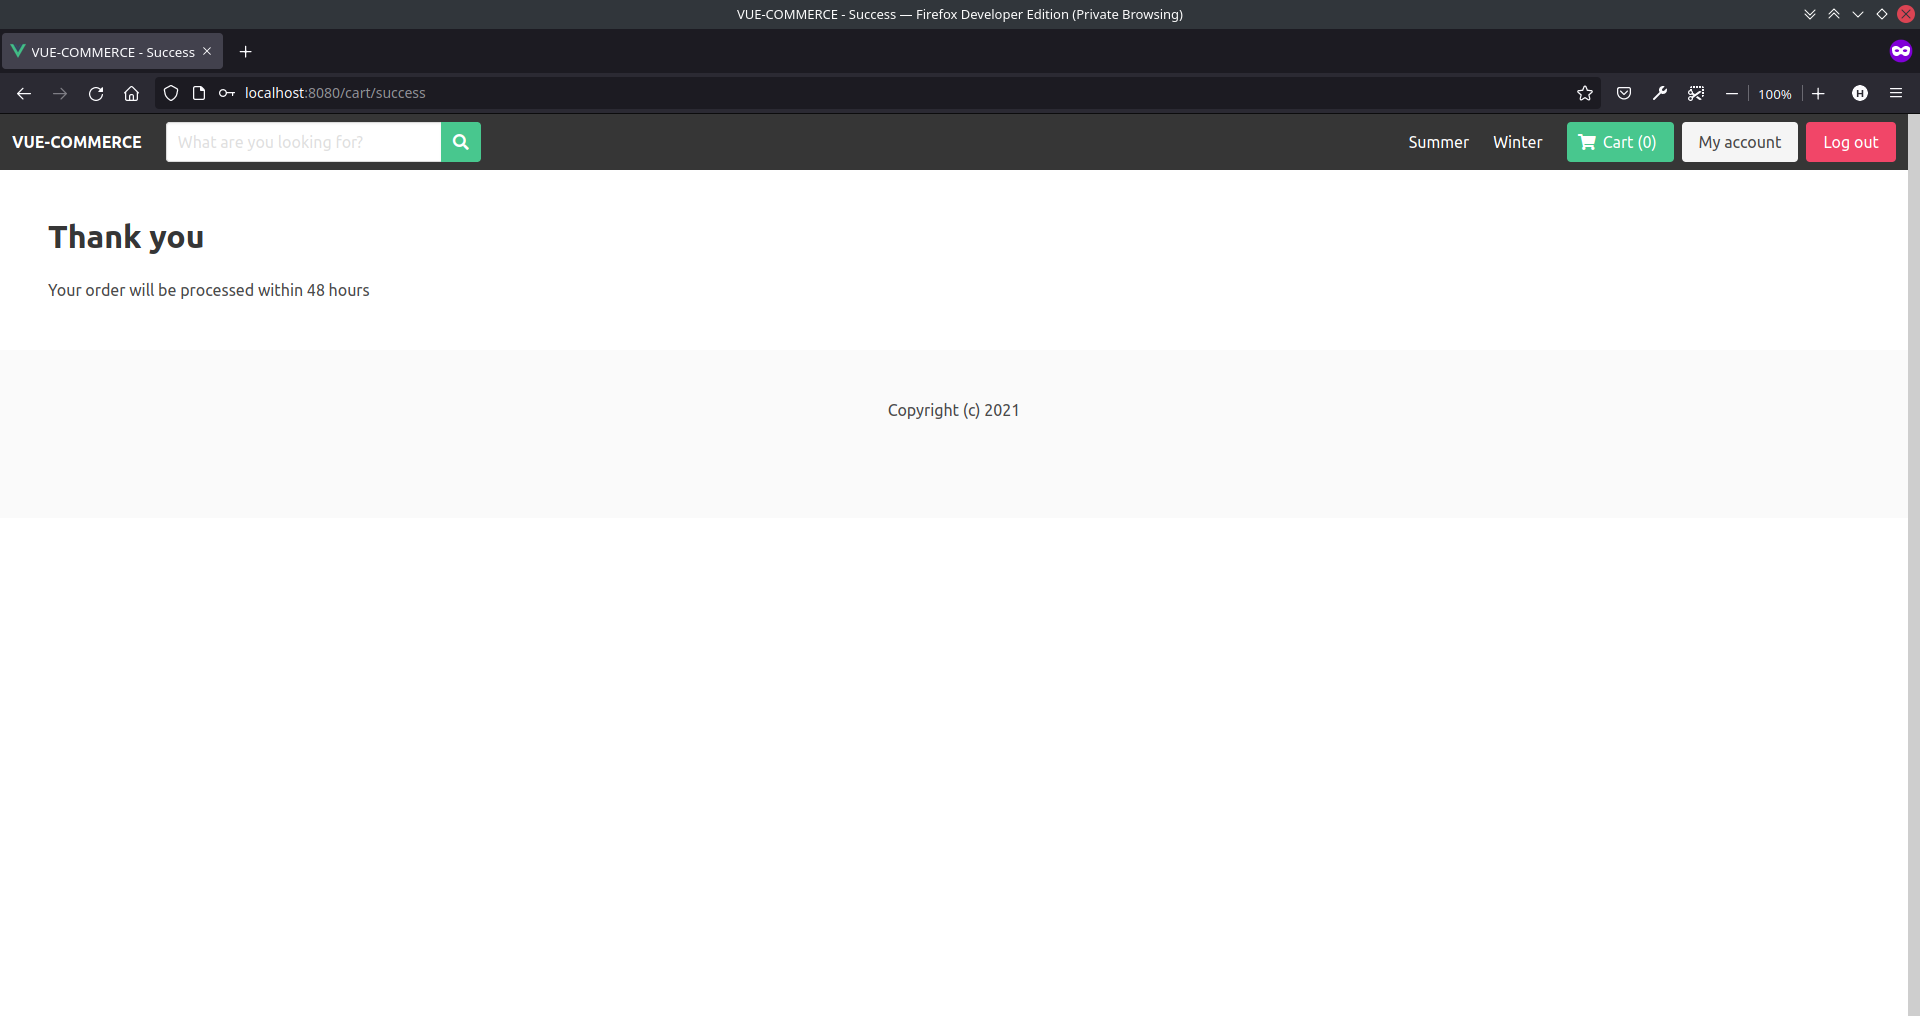 VUE-COMMERCE - Success — Firefox Developer Edition (Private Browsing)
VUE-COMMERCE - Success
localhost:8080/cart/success
100%
H
VUE-COMMERCE
What are you looking for?
Summer
Winter
Cart (0)
My account
Log out
Thank you
Your order will be processed within 48 hours
Copyright (c) 2021